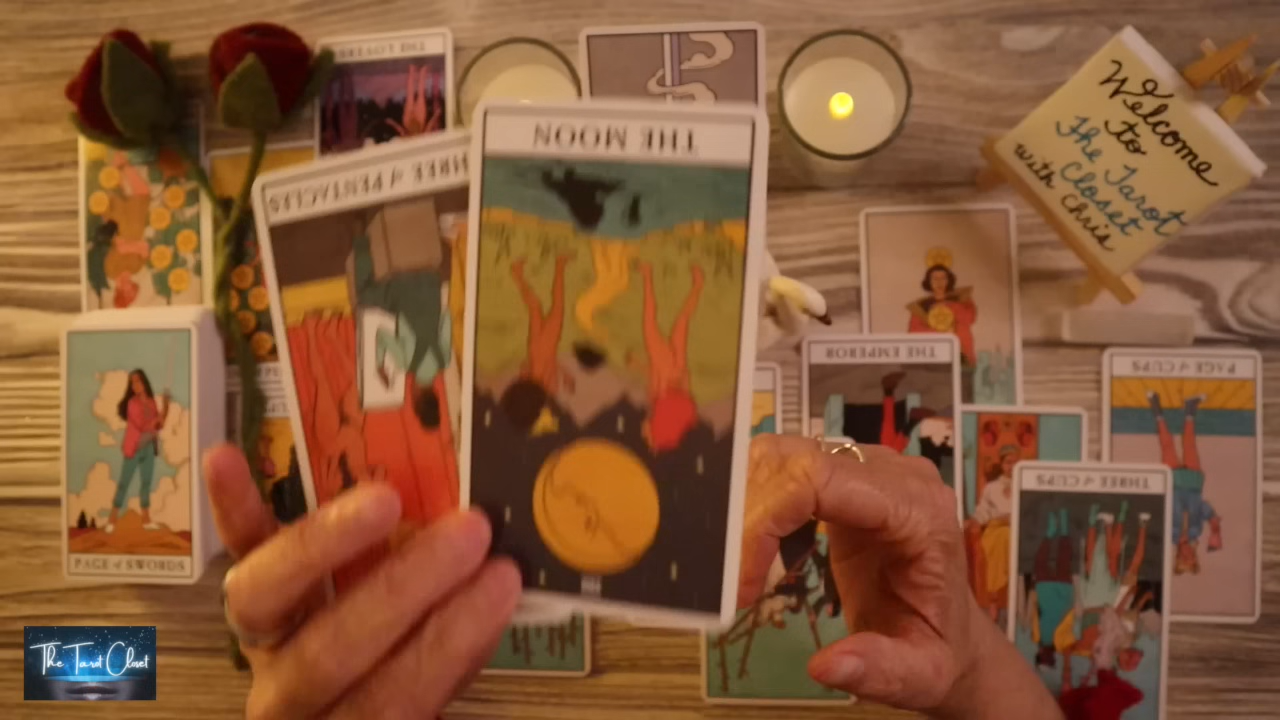 THE LOVERS
Welcome
To
The Tarot
Closet
with Chris
THE MOON
THREE of PENTACLES
THE EMPEROR
PAGE of CUPS
THREE of CUPS
PAGE of SWORDS
The Tarot Closet